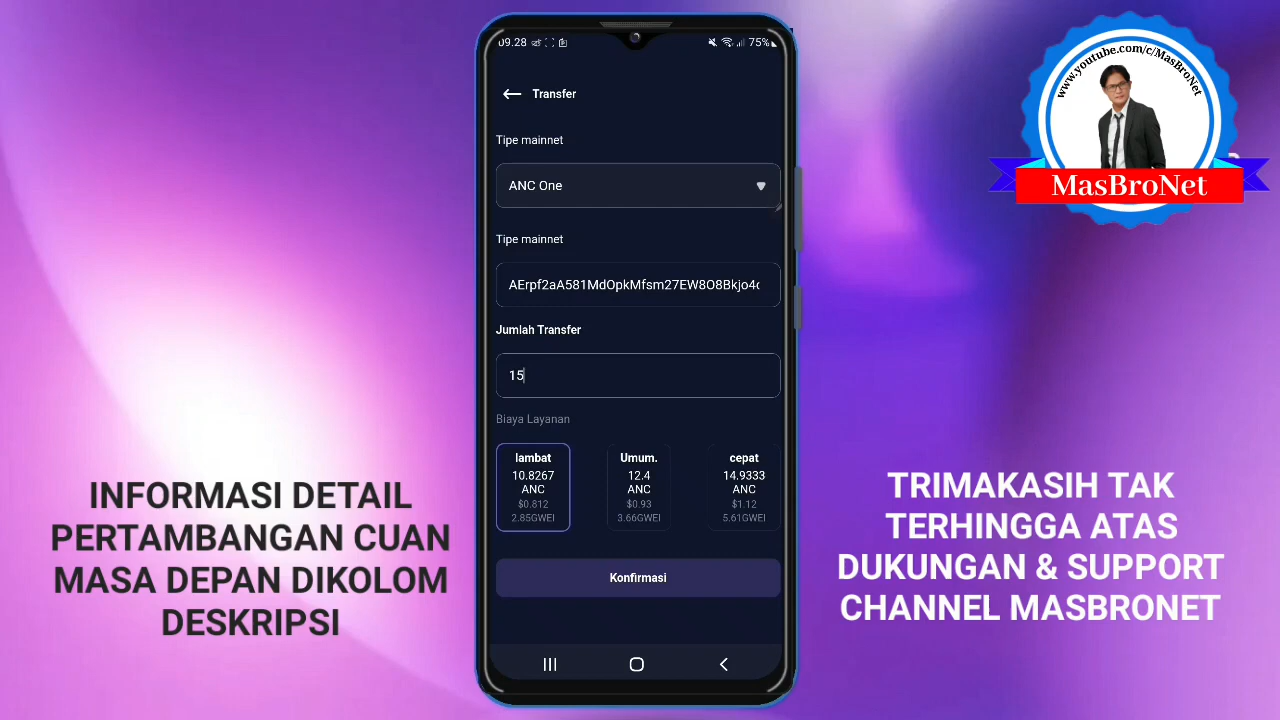 09.28
75%
Transfer
Tipe mainnet
ANC One
Tipe mainnet
AErpf2aA581MdOpkMfsm27EW8O8Bkjo4
Jumlah Transfer
15
Biaya Layanan
lambat
10.8267
ANC
$0.812
2.85GWEI
Umum.
12.4
ANC
$0.93
3.66GWEI
cepat
14.9333
ANC
$1.12
5.61GWEI
Konfirmasi
INFORMASI DETAIL
PERTAMBANGAN CUAN
MASA DEPAN DIKOLOM
DESKRIPSI
www.youtube.com/c/MasBroNet
MasBroNet
TRIMAKASIH TAK
TERHINGGA ATAS
DUKUNGAN & SUPPORT
CHANNEL MASBRONET